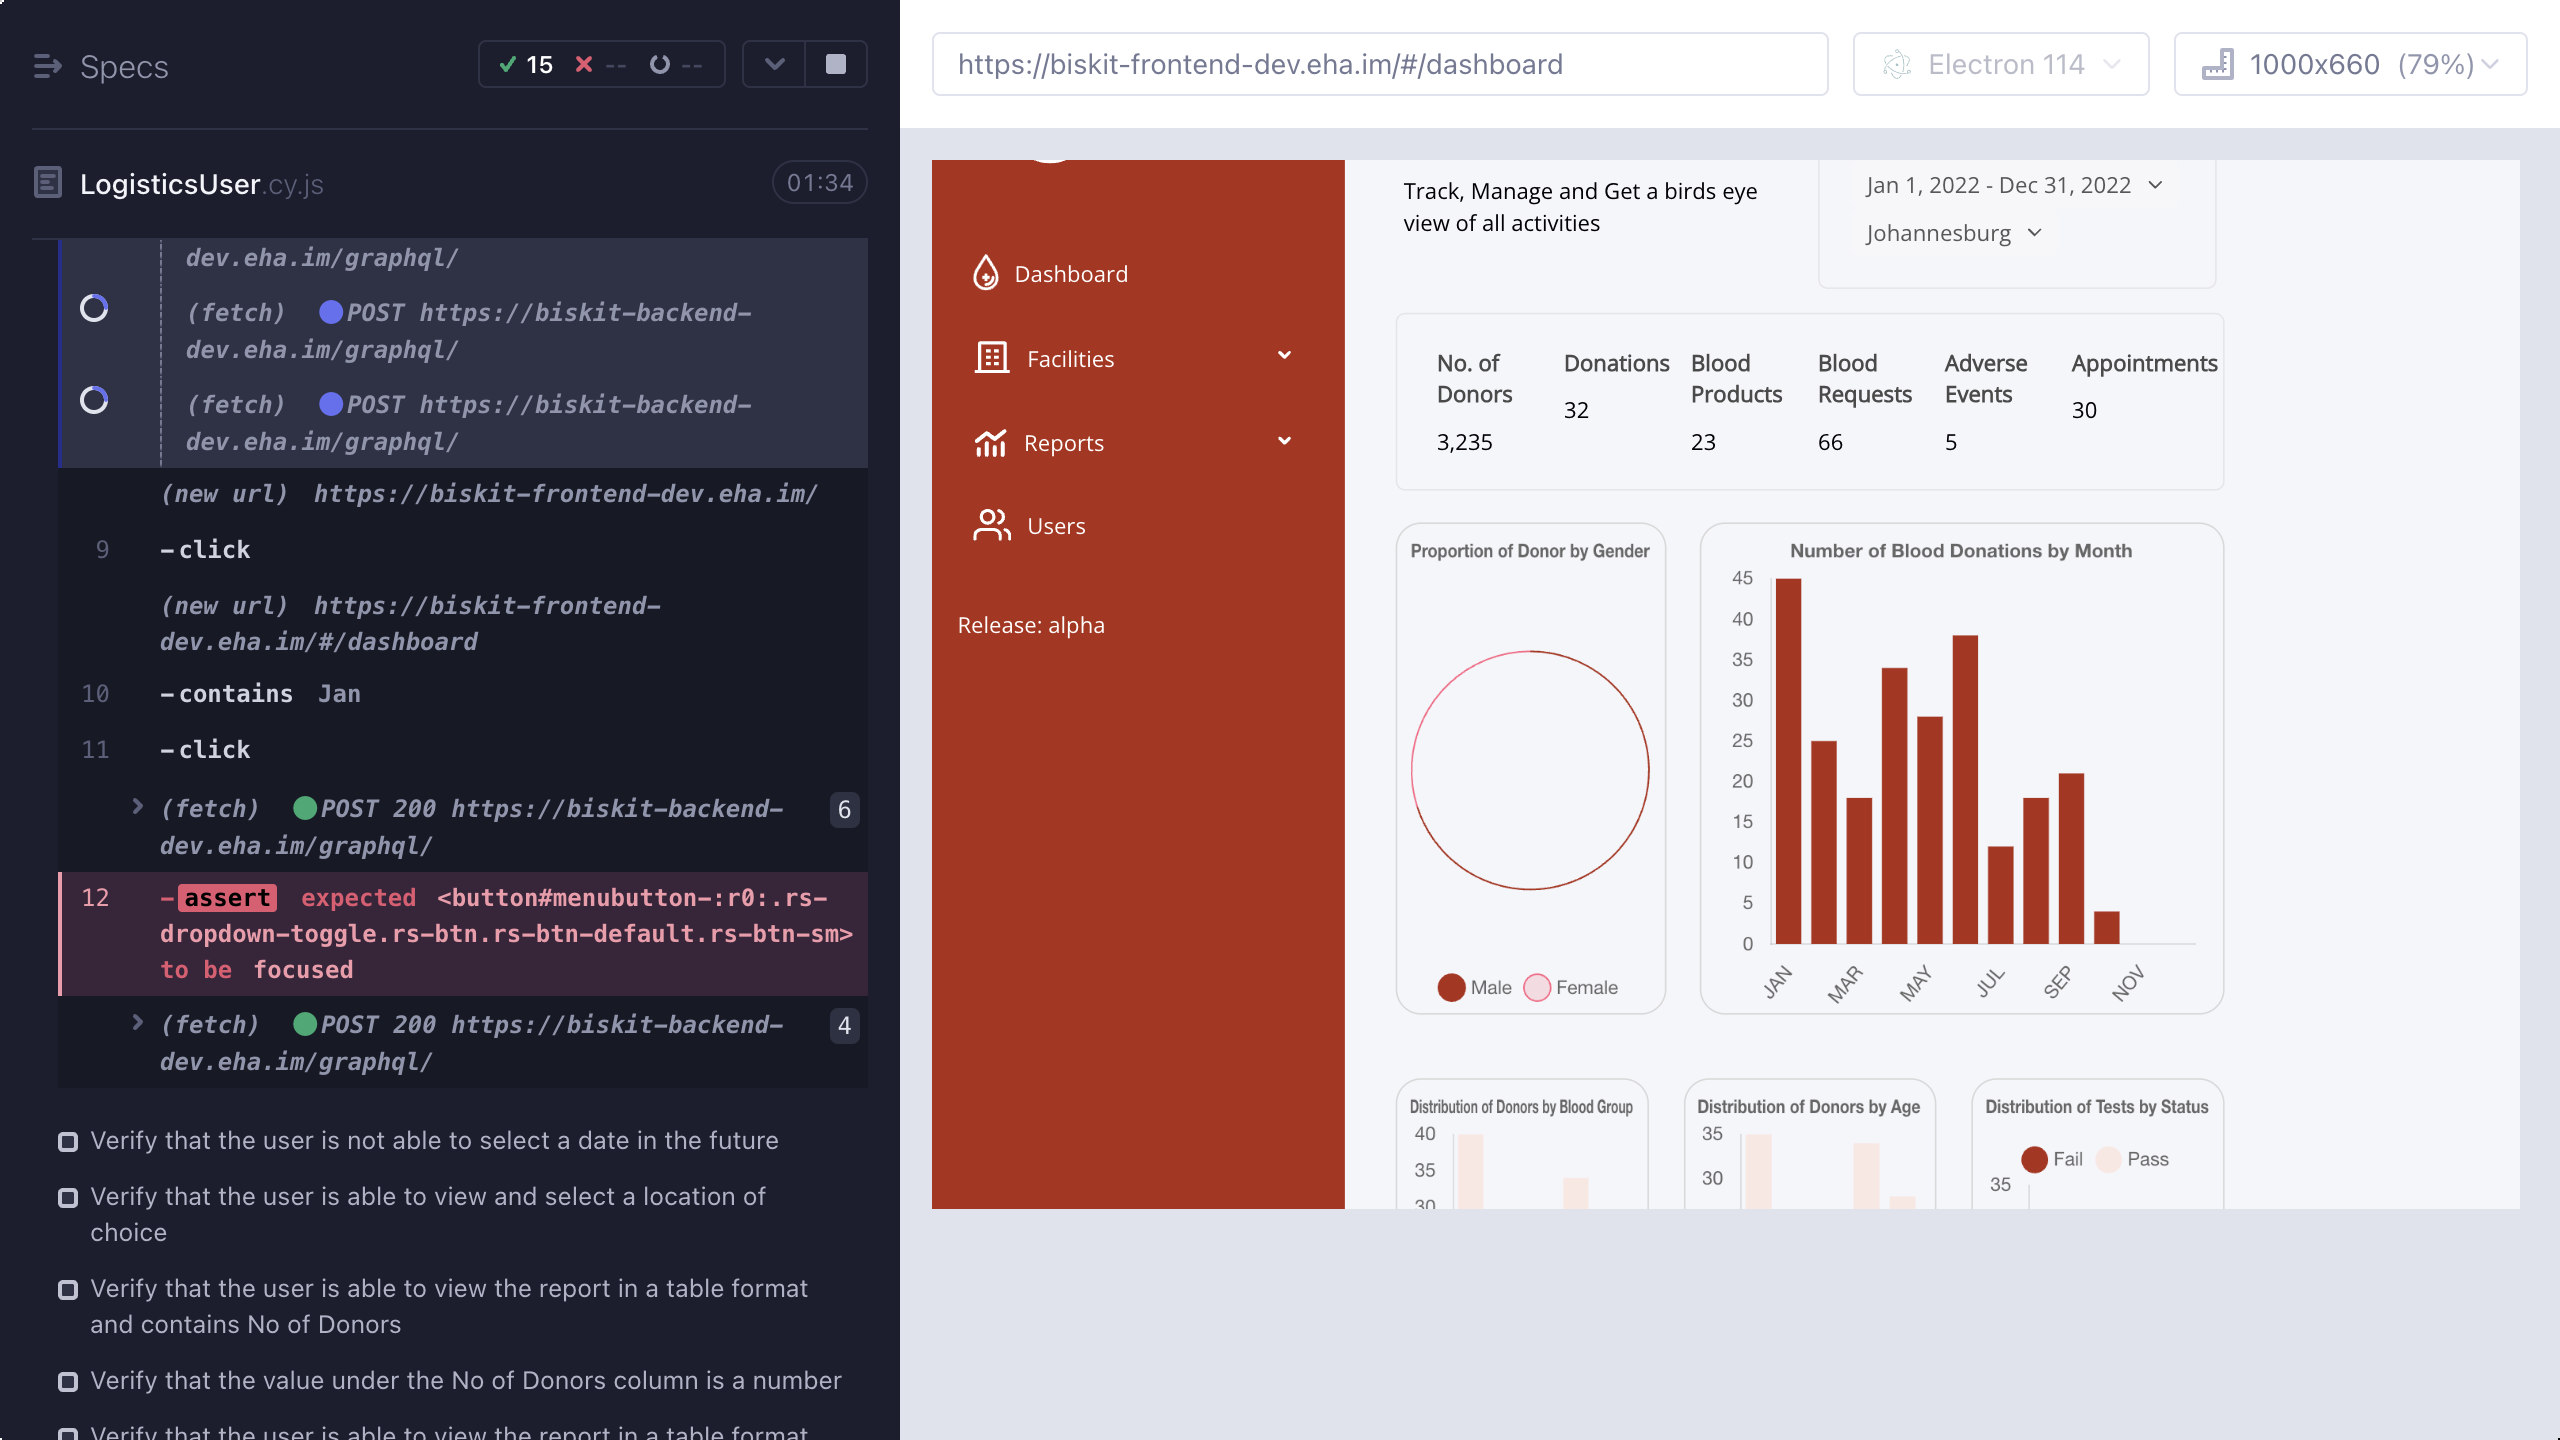 Specs
15 -- --
LogisticsUser.cy.js
01:34
dev.eha.im/graphql/
(fetch) POST https://biskit-backend-
dev.eha.im/graphql/
(fetch) POST https://biskit-backend-
dev.eha.im/graphql/
(new url) https://biskit-frontend-dev.eha.im/
9 -click
(new url) https://biskit-frontend-
dev.eha.im/#/dashboard
10 -contains Jan
11 -click
(fetch) POST 200 https://biskit-backend- 6
dev.eha.im/graphql/
12 -assert expected <button#menubutton-:r0:.rs-
dropdown-toggle.rs-btn.rs-btn-default.rs-btn-sm>
to be focused
(fetch) POST 200 https://biskit-backend- 4
dev.eha.im/graphql/
Verify that the user is not able to select a date in the future
Verify that the user is able to view and select a location of
choice
Verify that the user is able to view the report in a table format
and contains No of Donors
Verify that the value under the No of Donors column is a number
Verify that the user is able to view the report in a table format
https://biskit-frontend-dev.eha.im/#/dashboard
Electron 114
1000x660 (79%)
Dashboard
Facilities
Reports
Users
Release: alpha
Track, Manage and Get a birds eye
view of all activities
Jan 1, 2022 - Dec 31, 2022
Johannesburg
No. of
Donors
3,235
Donations
32
Blood
Products
23
Blood
Requests
66
Adverse
Events
5
Appointments
30
Proportion of Donor by Gender
Male Female
Number of Blood Donations by Month
45
40
35
30
25
20
15
10
5
0
JAN MAR MAY JUL SEP NOV
Distribution of Donors by Blood Group
40
35
30
Distribution of Donors by Age
35
30
Distribution of Tests by Status
Fail Pass
35